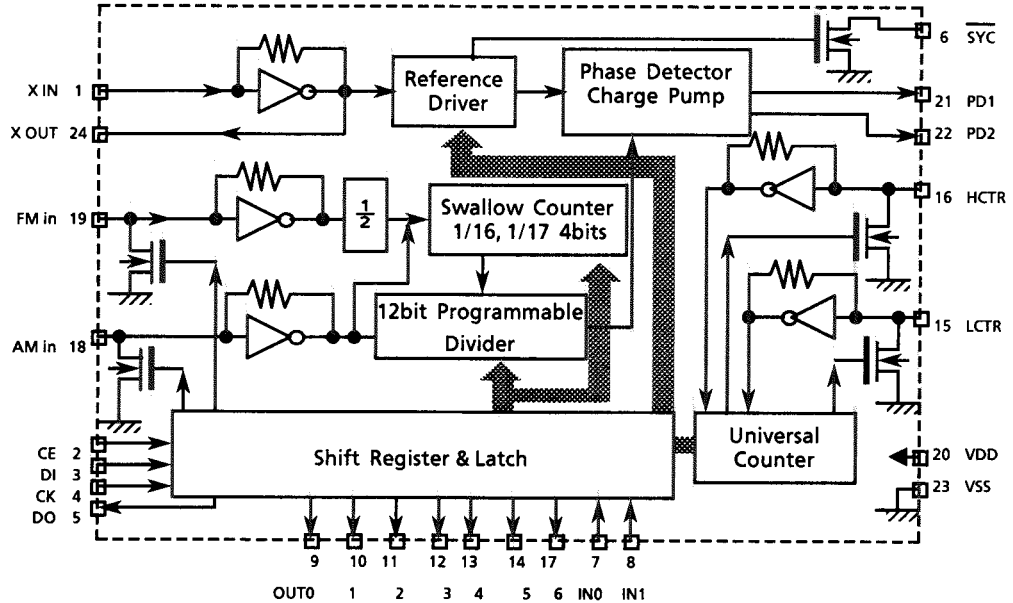 6 SYC
X IN 1
Reference
Driver
Phase Detector
Charge Pump
21 PD1
X OUT 24
22 PD2
16 HCTR
FM in 19
1
2
Swallow Counter
1/16, 1/17 4bits
12bit Programmable
Divider
15 LCTR
AM in 18
Shift Register & Latch
Universal
Counter
CE 2
DI 3
CK 4
DO 5
20 VDD
23 VSS
9 10 11 12 13 14 17 7 8
OUT0 1 2 3 4 5 6 IN0 IN1